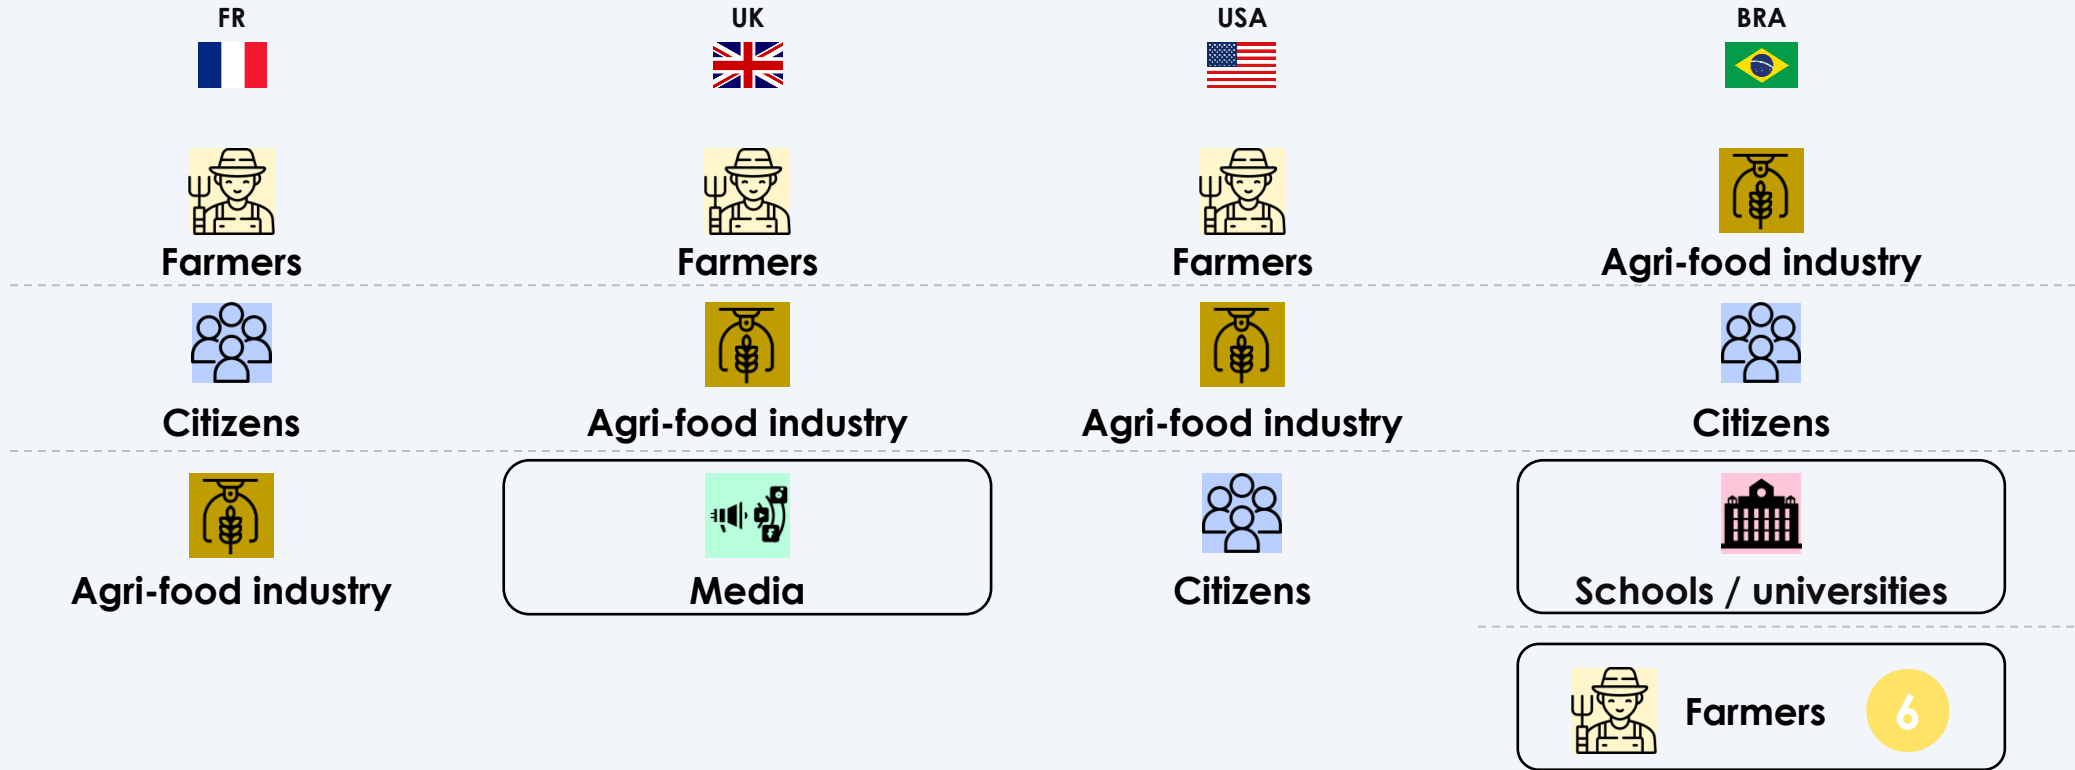 FR
UK
USA
BRA
Farmers
Farmers
Farmers
Agri-food industry
Citizens
Agri-food industry
Agri-food industry
Citizens
Agri-food industry
Media
Citizens
Schools / universities
Farmers
6